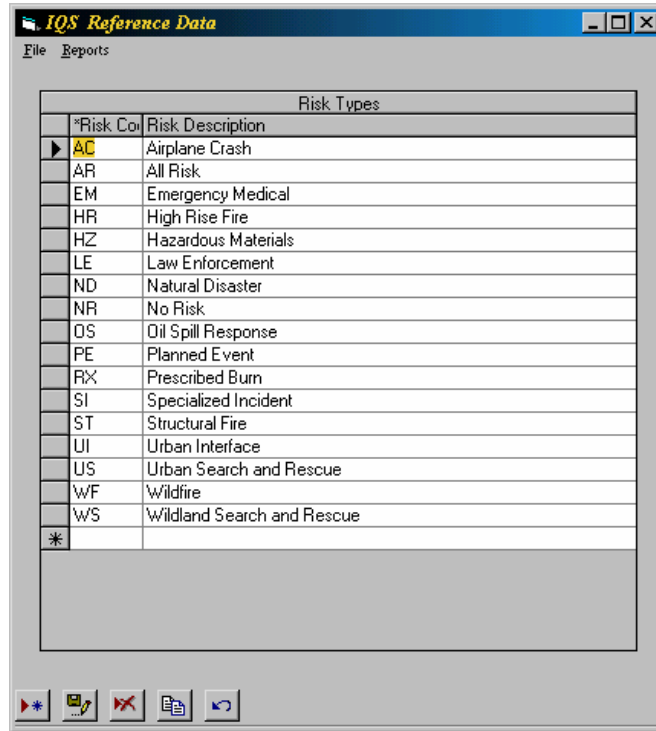 IQS Reference Data
File Reports
Risk Types
*Risk Co Risk Description
AC Airplane Crash
AR All Risk
EM Emergency Medical
HR High Rise Fire
HZ Hazardous Materials
LE Law Enforcement
ND Natural Disaster
NR No Risk
OS Oil Spill Response
PE Planned Event
RX Prescribed Burn
SI Specialized Incident
ST Structural Fire
UI Urban Interface
US Urban Search and Rescue
WF Wildfire
WS Wildland Search and Rescue
*